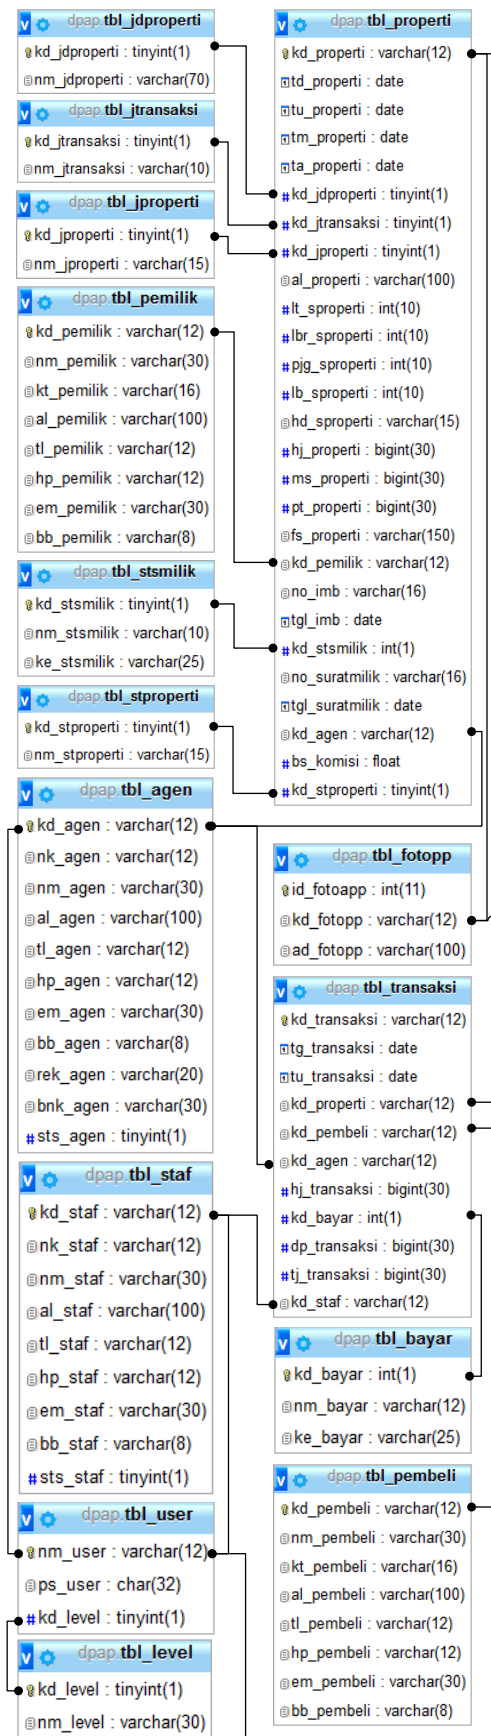 v dpap.tbl_jdproperti
kd_jdproperti : tinyint(1)
nm_jdproperti : varchar(70)
v dpap.tbl_jtransaksi
kd_jtransaksi : tinyint(1)
nm_jtransaksi : varchar(10)
v dpap.tbl_jproperti
kd_jproperti : tinyint(1)
nm_jproperti : varchar(15)
v dpap.tbl_pemilik
kd_pemilik : varchar(12)
nm_pemilik : varchar(30)
kt_pemilik : varchar(16)
al_pemilik : varchar(100)
tl_pemilik : varchar(12)
hp_pemilik : varchar(12)
em_pemilik : varchar(30)
bb_pemilik : varchar(8)
v dpap.tbl_stsmilik
kd_stsmilik : tinyint(1)
nm_stsmilik : varchar(10)
ke_stsmilik : varchar(25)
v dpap.tbl_stproperti
kd_stproperti : tinyint(1)
nm_stproperti : varchar(15)
v dpap.tbl_agen
kd_agen : varchar(12)
nk_agen : varchar(12)
nm_agen : varchar(30)
al_agen : varchar(100)
tl_agen : varchar(12)
hp_agen : varchar(12)
em_agen : varchar(30)
bb_agen : varchar(8)
rek_agen : varchar(20)
bnk_agen : varchar(30)
# sts_agen : tinyint(1)
v dpap.tbl_staf
kd_staf : varchar(12)
nk_staf : varchar(12)
nm_staf : varchar(30)
al_staf : varchar(100)
tl_staf : varchar(12)
hp_staf : varchar(12)
em_staf : varchar(30)
bb_staf : varchar(8)
# sts_staf : tinyint(1)
v dpap.tbl_user
nm_user : varchar(12)
ps_user : char(32)
# kd_level : tinyint(1)
v dpap.tbl_level
kd_level : tinyint(1)
nm_level : varchar(30)
v dpap.tbl_properti
kd_properti : varchar(12)
td_properti : date
tu_properti : date
tm_properti : date
ta_properti : date
# kd_jdproperti : tinyint(1)
# kd_jtransaksi : tinyint(1)
# kd_jproperti : tinyint(1)
al_properti : varchar(100)
# lt_sproperti : int(10)
# lbr_sproperti : int(10)
# pjg_sproperti : int(10)
# lb_sproperti : int(10)
hd_sproperti : varchar(15)
# hj_properti : bigint(30)
# ms_properti : bigint(30)
# pt_properti : bigint(30)
fs_properti : varchar(150)
kd_pemilik : varchar(12)
no_imb : varchar(16)
tgl_imb : date
# kd_stsmilik : int(1)
no_suratmilik : varchar(16)
tgl_suratmilik : date
kd_agen : varchar(12)
# bs_komisi : float
# kd_stproperti : tinyint(1)
v dpap.tbl_fotopp
id_fotoapp : int(11)
kd_fotopp : varchar(12)
ad_fotopp : varchar(100)
v dpap.tbl_transaksi
kd_transaksi : varchar(12)
tg_transaksi : date
tu_transaksi : date
kd_properti : varchar(12)
kd_pembeli : varchar(12)
kd_agen : varchar(12)
# hj_transaksi : bigint(30)
# kd_bayar : int(1)
# dp_transaksi : bigint(30)
# tj_transaksi : bigint(30)
kd_staf : varchar(12)
v dpap.tbl_bayar
kd_bayar : int(1)
nm_bayar : varchar(12)
ke_bayar : varchar(25)
v dpap.tbl_pembeli
kd_pembeli : varchar(12)
nm_pembeli : varchar(30)
kt_pembeli : varchar(16)
al_pembeli : varchar(100)
tl_pembeli : varchar(12)
hp_pembeli : varchar(12)
em_pembeli : varchar(30)
bb_pembeli : varchar(8)